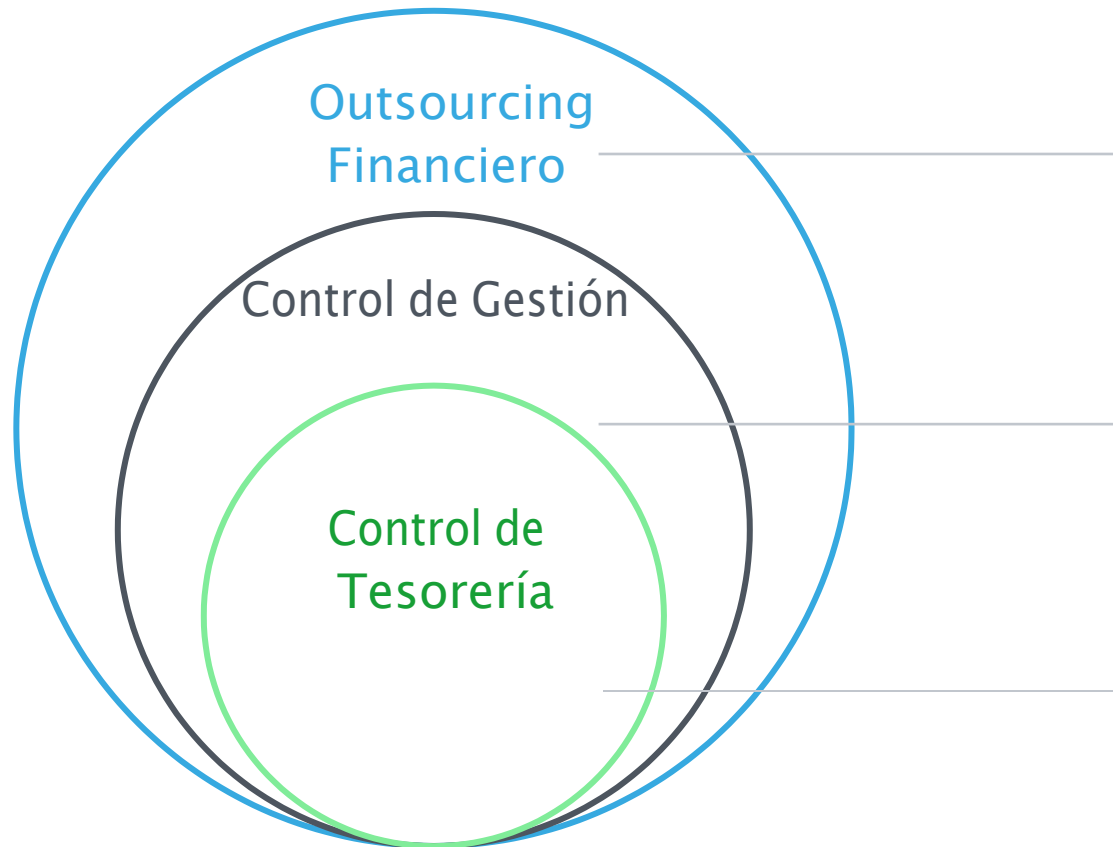 Outsourcing
Financiero
Control de Gestión
Control de
Tesorería